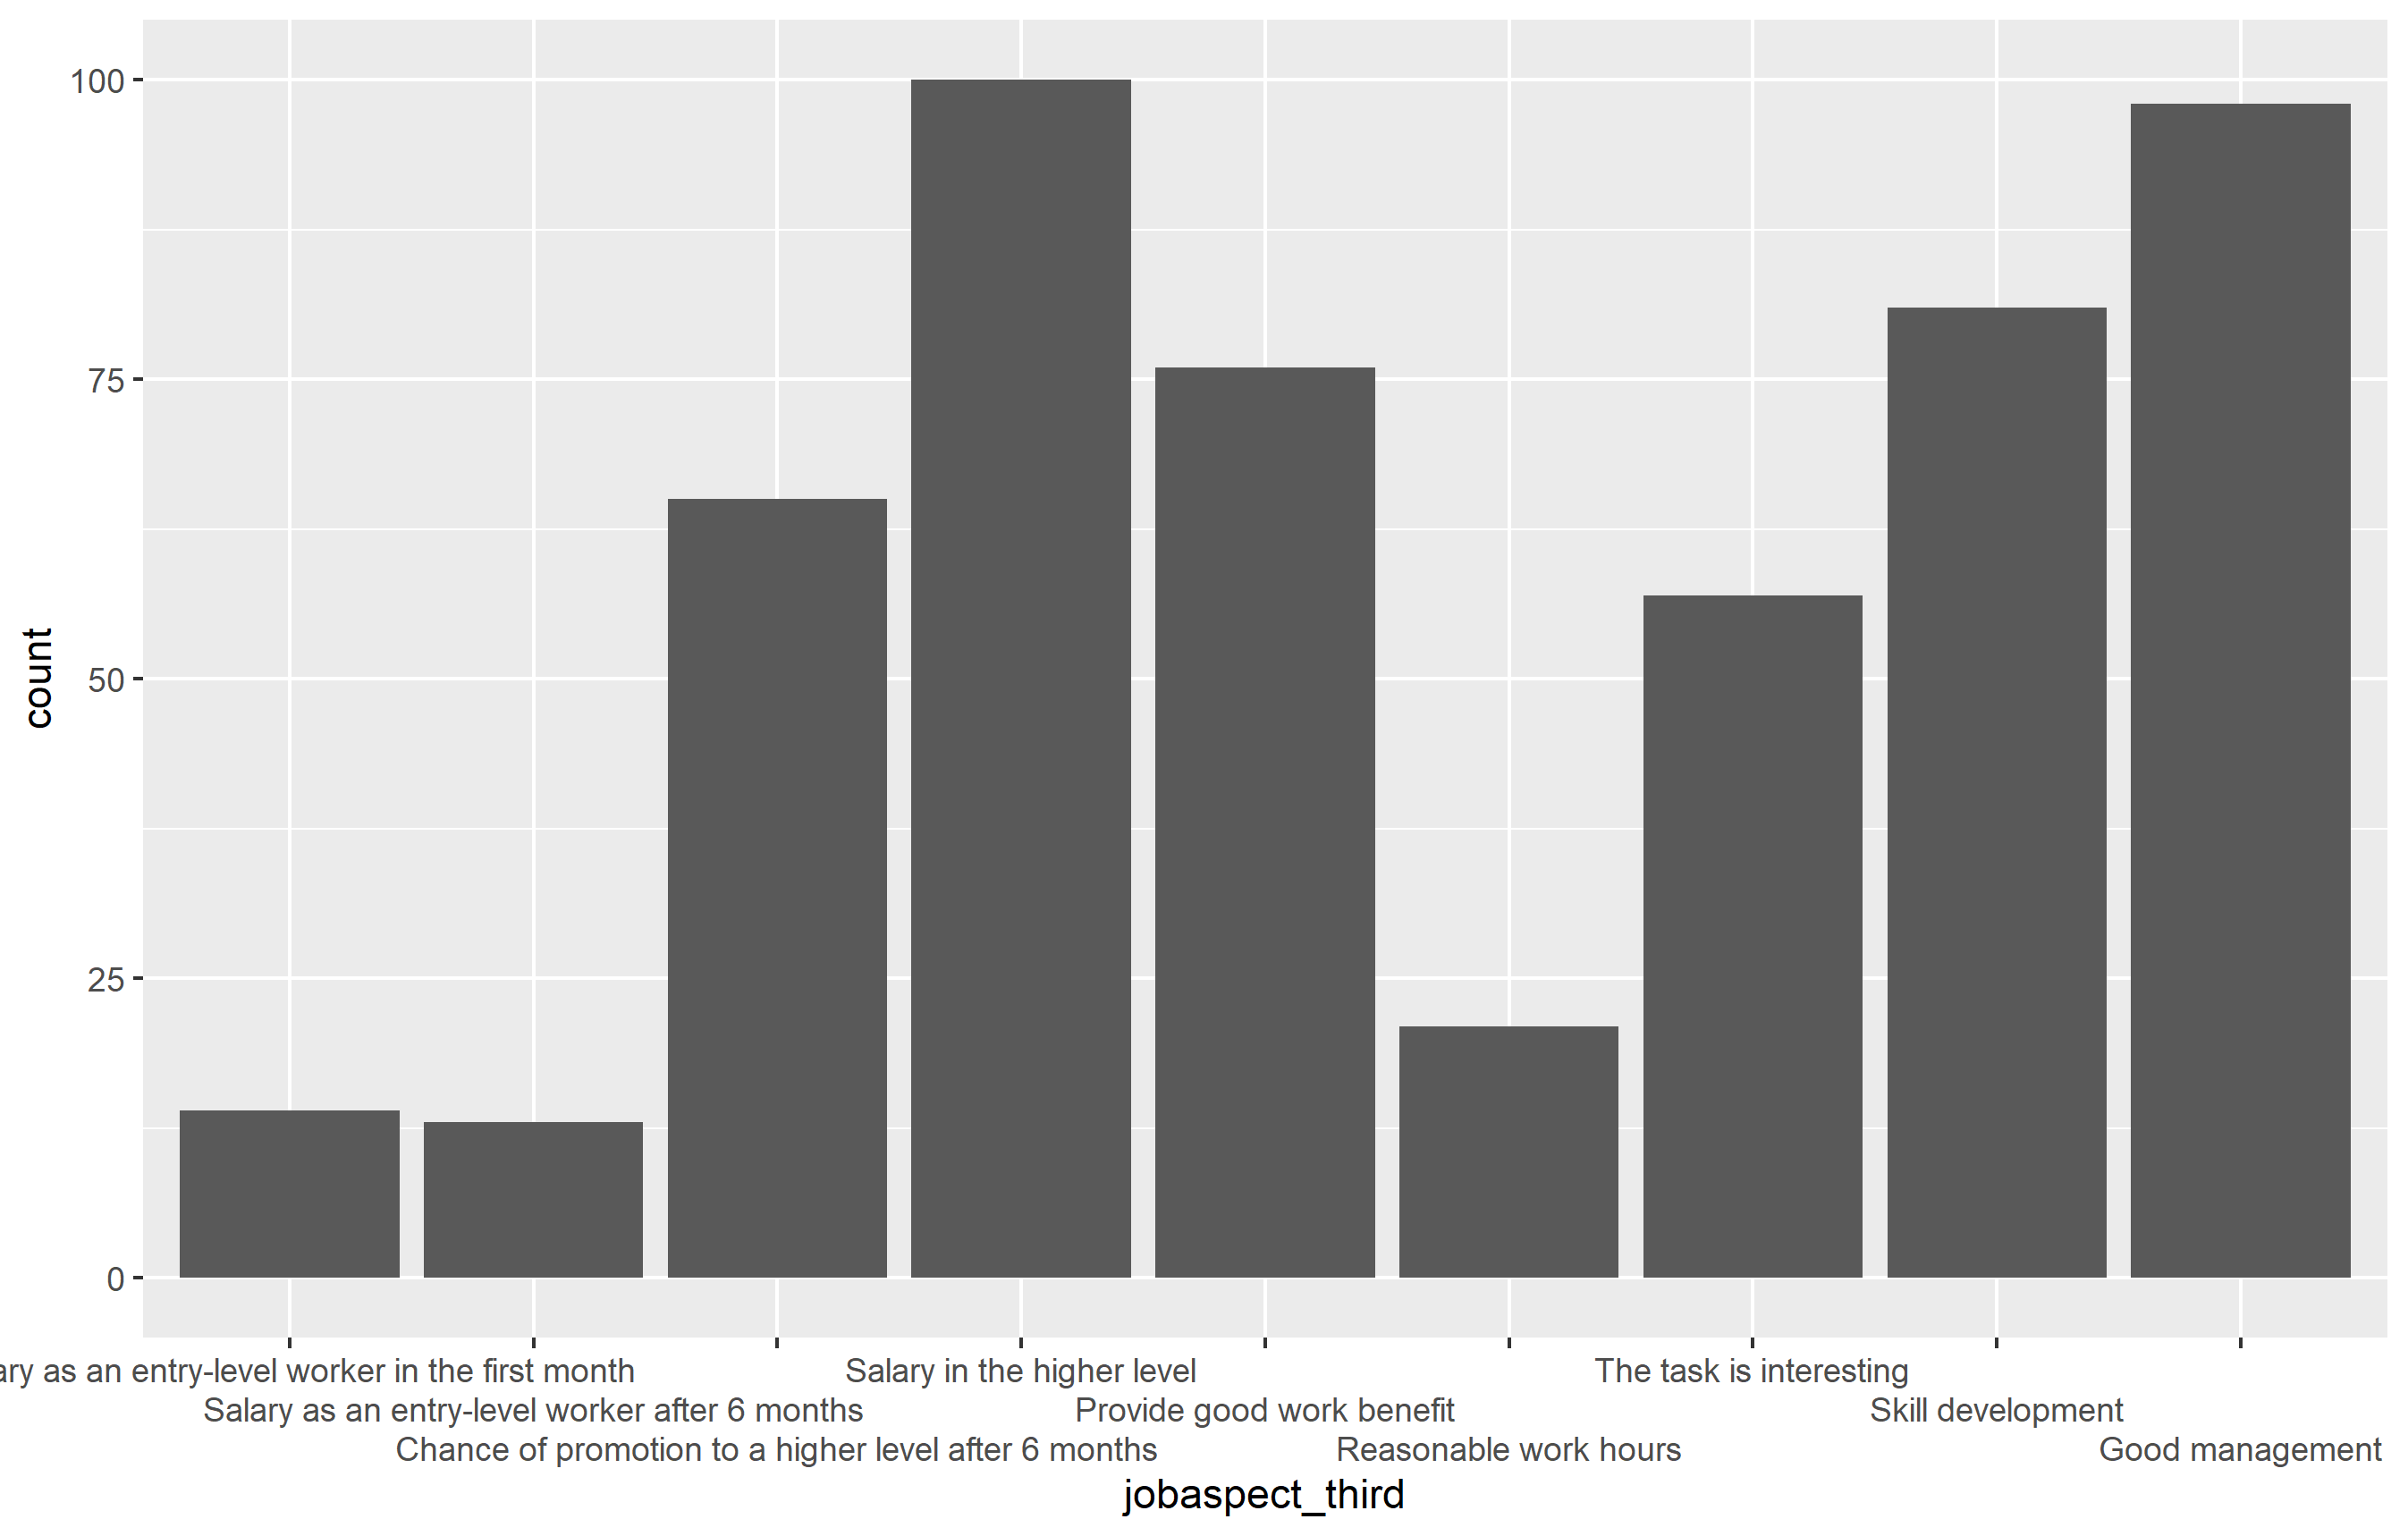 100
75
50
25
0
count
as an entry-level worker in the first month
Salary in the higher level
The task is interesting
Salary as an entry-level worker after 6 months
Provide good work benefit
Skill development
Chance of promotion to a higher level after 6 months
Reasonable work hours
Good management
jobaspect_third